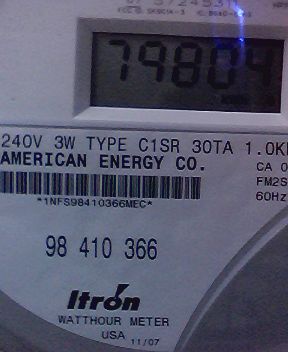 79804
240V 3W TYPE C1SR 30TA 1.0K
AMERICAN ENERGY CO.
CA 0
FM2S
60Hz
*1NFS98410366MEC*
98 410 366
Itron
WATTHOUR METER
USA 11/07